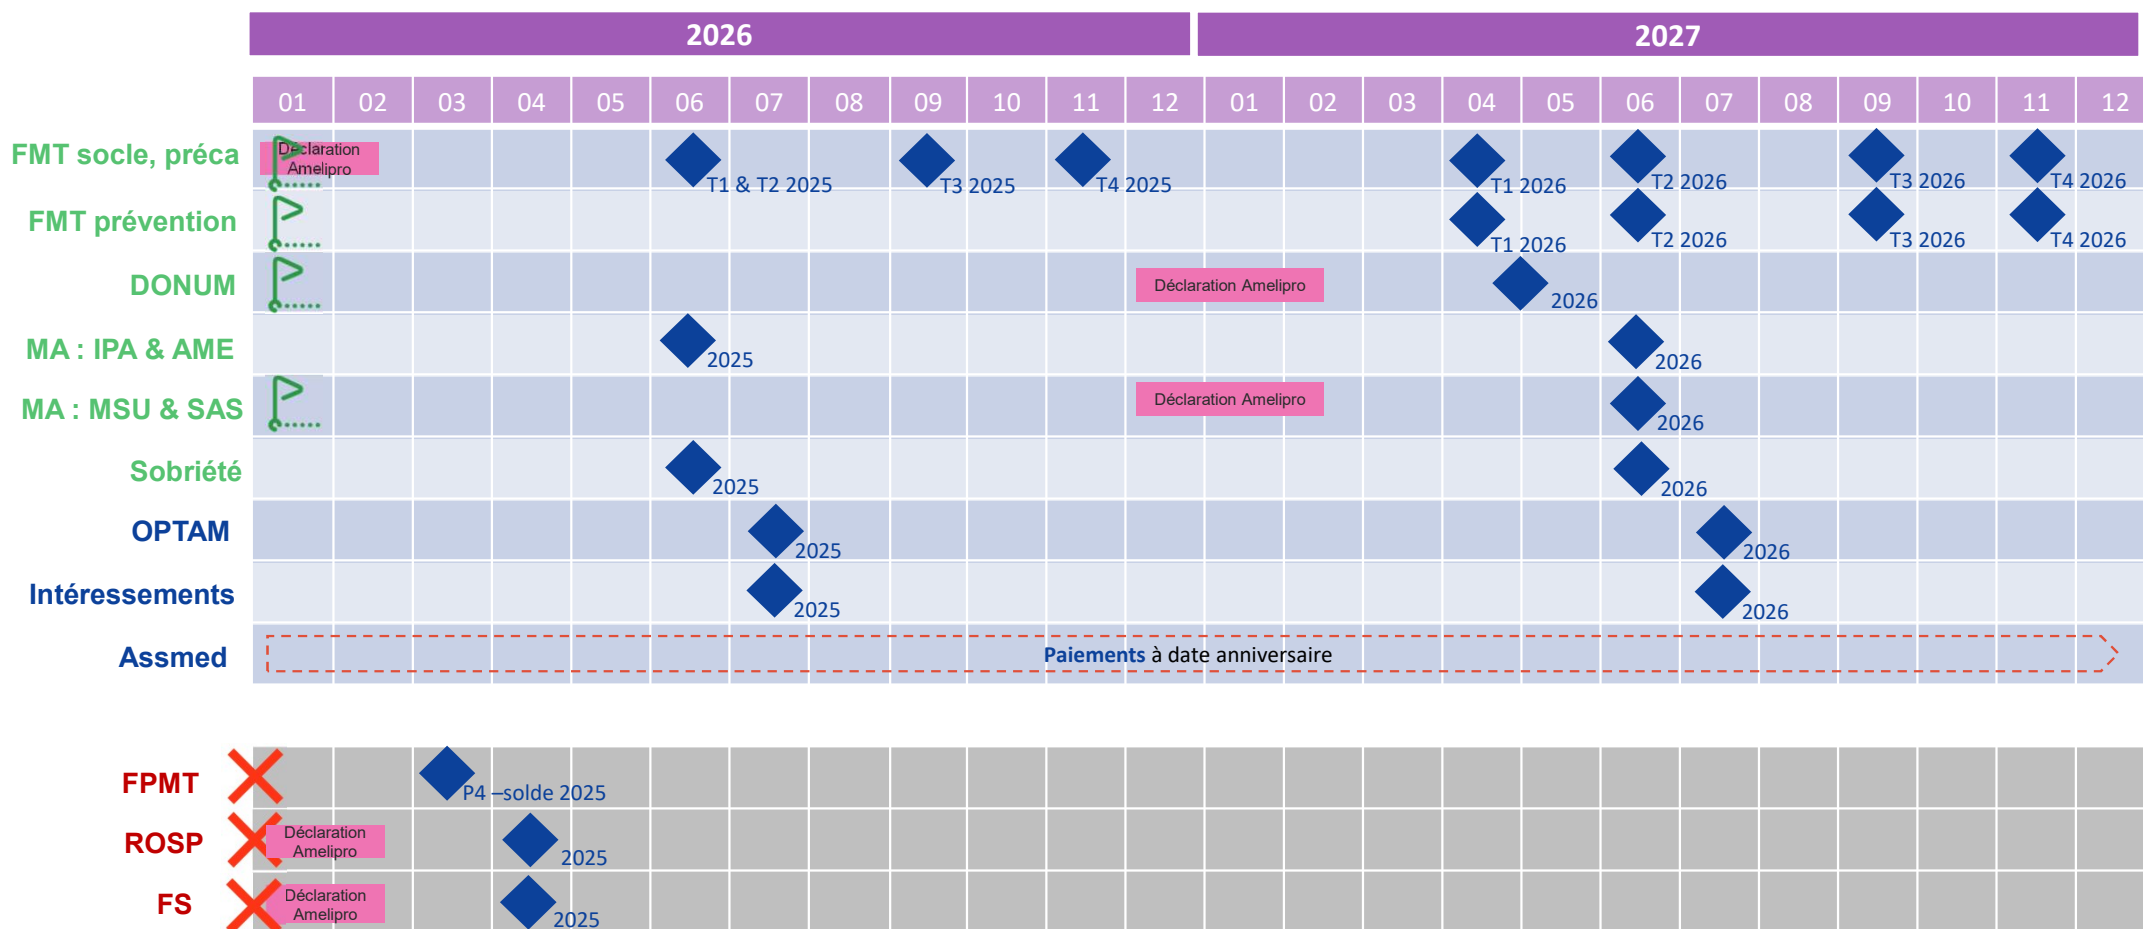 2026 2027
01 02 03 04 05 06 07 08 09 10 11 12 01 02 03 04 05 06 07 08 09 10 11 12
FMT socle, préca
Déclaration
Amelipro
T1 & T2 2025 T3 2025 T4 2025 T1 2026 T2 2026 T3 2026 T4 2026
FMT prévention
T1 2026 T2 2026 T3 2026 T4 2026
DONUM
Déclaration Amelipro
2026
MA : IPA & AME
2025 2026
MA : MSU & SAS
Déclaration Amelipro
2026
Sobriété
2025 2026
OPTAM
2025 2026
Intéressements
2025 2026
Assmed
Paiements à date anniversaire
FPMT
P4 –solde 2025
ROSP
Déclaration
Amelipro
2025
FS
Déclaration
Amelipro
2025